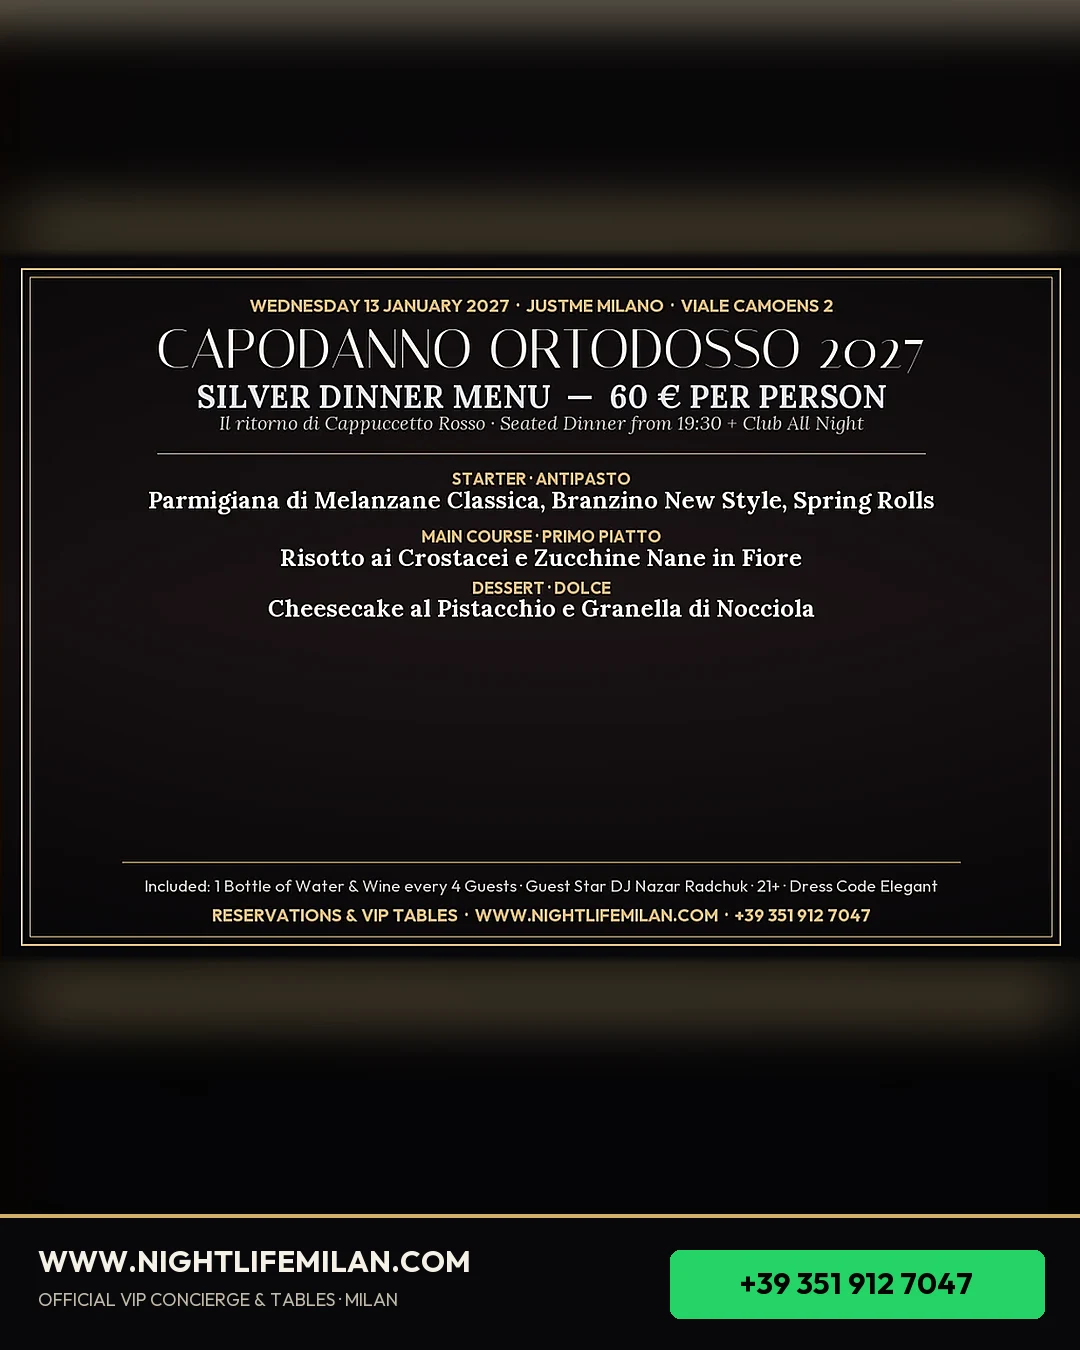 WEDNESDAY 13 JANUARY 2027 · JUSTME MILANO · VIALE CAMOENS 2
CAPODANNO ORTODOSSO 2027
SILVER DINNER MENU — 60 € PER PERSON
Il ritorno di Cappuccetto Rosso · Seated Dinner from 19:30 + Club All Night
STARTER · ANTIPASTO
Parmigiana di Melanzane Classica, Branzino New Style, Spring Rolls
MAIN COURSE · PRIMO PIATTO
Risotto ai Crostacei e Zucchine Nane in Fiore
DESSERT · DOLCE
Cheesecake al Pistacchio e Granella di Nocciola
Included: 1 Bottle of Water & Wine every 4 Guests · Guest Star DJ Nazar Radchuk · 21+ · Dress Code Elegant
RESERVATIONS & VIP TABLES · WWW.NIGHTLIFEMILAN.COM · +39 351 912 7047
WWW.NIGHTLIFEMILAN.COM
OFFICIAL VIP CONCIERGE & TABLES · MILAN
+39 351 912 7047